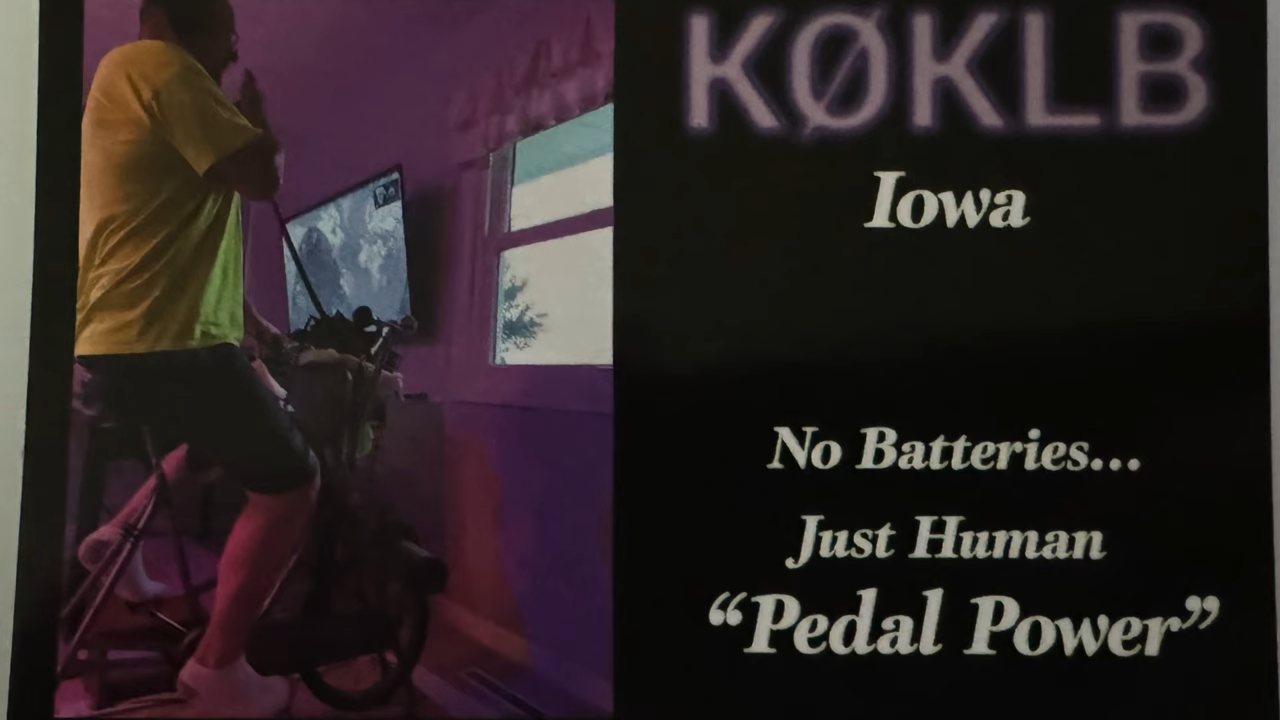 KØKLB
Iowa
No Batteries...
Just Human
“Pedal Power”